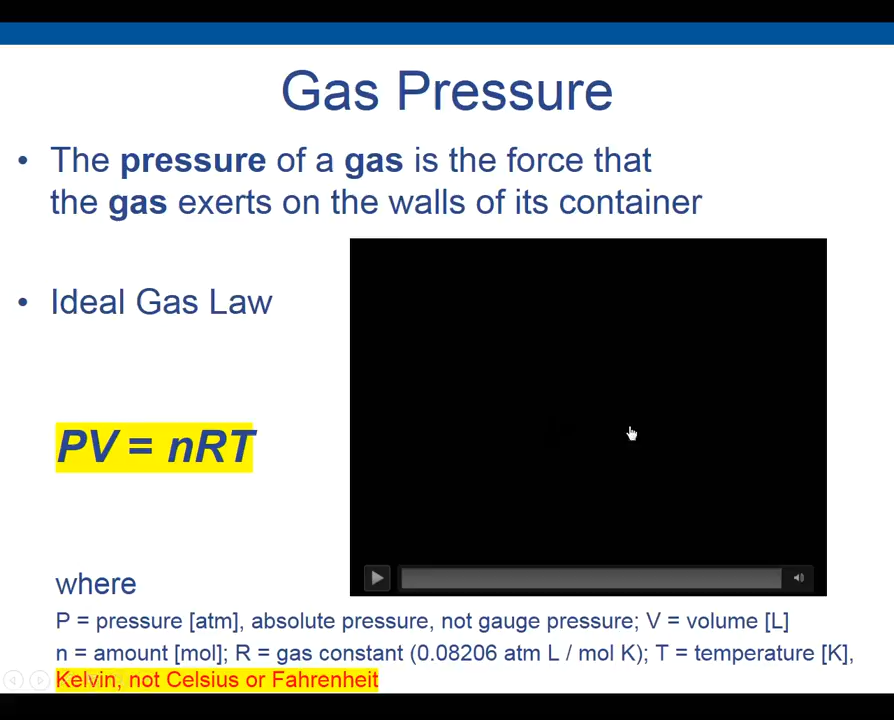 Gas Pressure
• The pressure of a gas is the force that
the gas exerts on the walls of its container
• Ideal Gas Law
PV = nRT
where
P = pressure [atm], absolute pressure, not gauge pressure; V = volume [L]
n = amount [mol]; R = gas constant (0.08206 atm L / mol K); T = temperature [K],
Kelvin, not Celsius or Fahrenheit